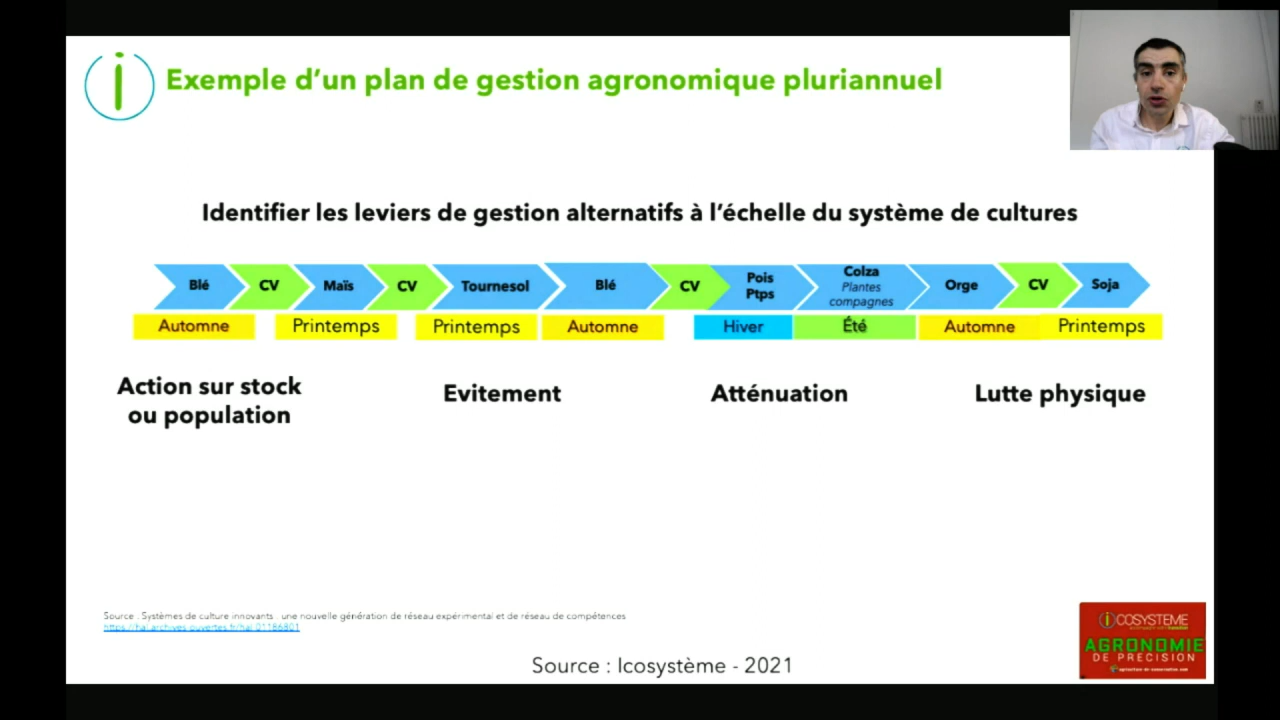 Exemple d'un plan de gestion agronomique pluriannuel
Identifier les leviers de gestion alternatifs à l'échelle du système de cultures
Blé CV Maïs CV Tournesol Blé CV Pois Ptps Colza Plantes compagnes Orge CV Soja
Automne Printemps Printemps Automne Hiver Été Automne Printemps
Action sur stock
ou population
Evitement
Atténuation
Lutte physique
Source : Systèmes de culture innovants : une nouvelle génération de réseau expérimental et de réseau de compétences
https://hal.archives-ouvertes.fr/hal-01186801
Source : Icosystème - 2021
iCOSYSTEME
AGRONOMIE
DE PRECISION